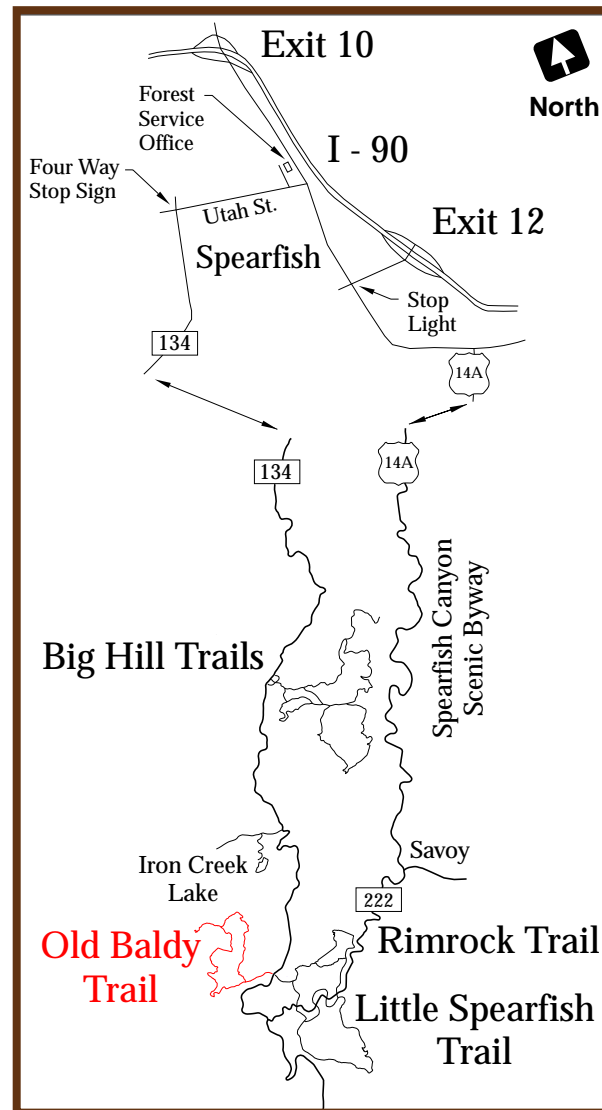 Exit 10
North
Forest
Service
Office
I - 90
Four Way
Stop Sign
Utah St.
Exit 12
Spearfish
Stop
Light
134
14A
134
14A
Spearfish Canyon
Scenic Byway
Big Hill Trails
Iron Creek
Lake
Savoy
222
Old Baldy
Trail
Rimrock Trail
Little Spearfish
Trail